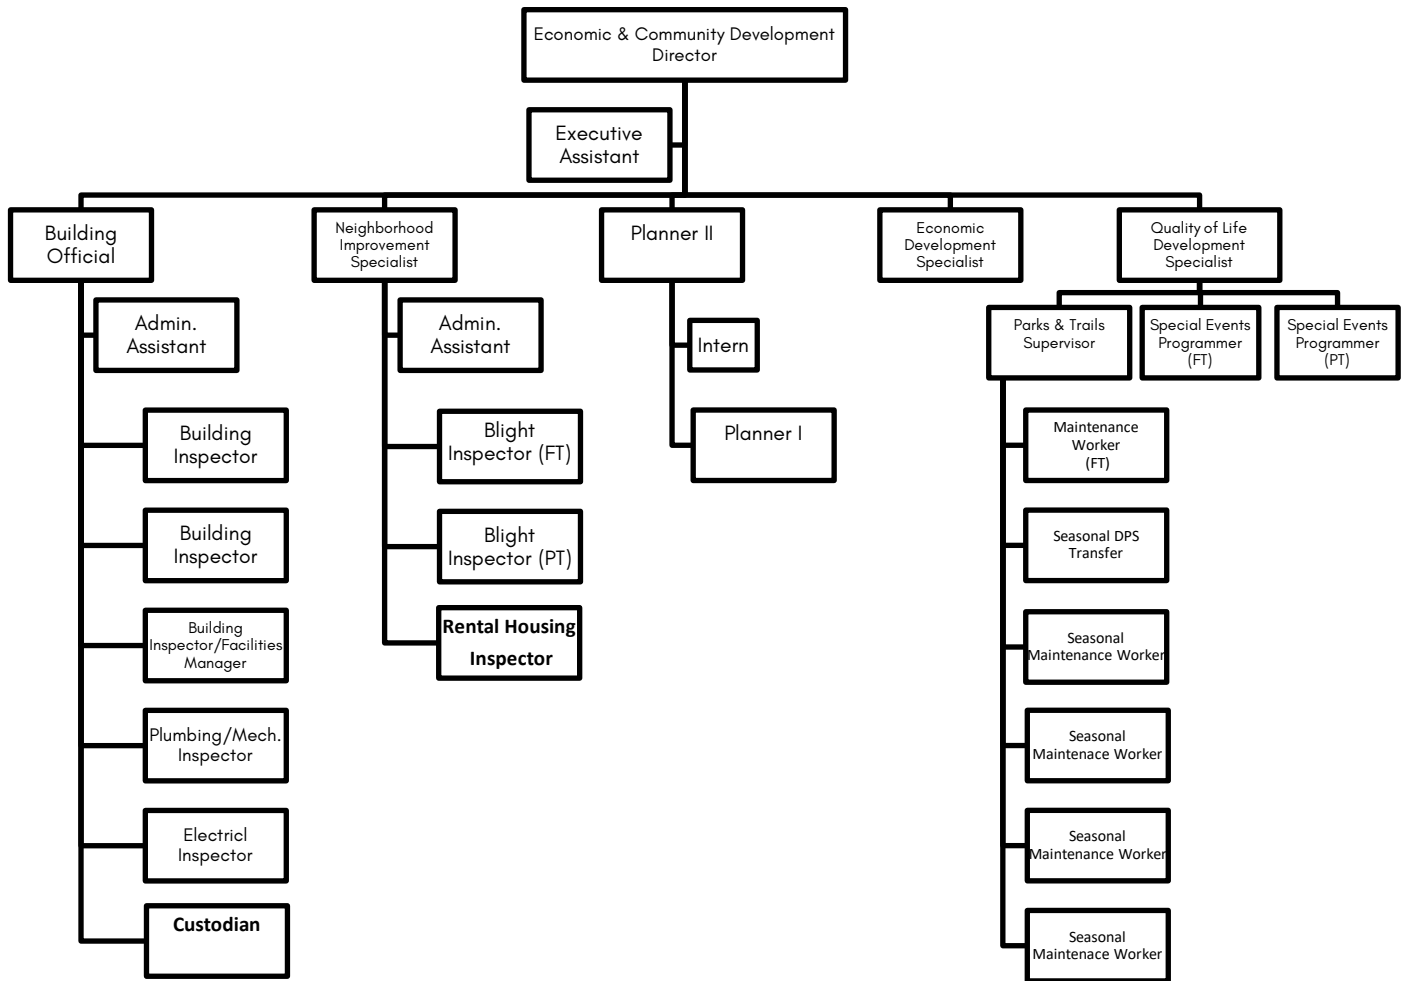 Economic & Community Development
Director
Executive
Assistant
Building
Official
Neighborhood
Improvement
Specialist
Planner II
Economic
Development
Specialist
Quality of Life
Development
Specialist
Admin.
Assistant
Admin.
Assistant
Intern
Parks & Trails
Supervisor
Special Events
Programmer
(FT)
Special Events
Programmer
(PT)
Building
Inspector
Blight
Inspector (FT)
Planner I
Maintenance
Worker
(FT)
Building
Inspector
Blight
Inspector (PT)
Seasonal DPS
Transfer
Building
Inspector/Facilities
Manager
Rental Housing
Inspector
Seasonal
Maintenance Worker
Plumbing/Mech.
Inspector
Seasonal
Maintenace Worker
Electricl
Inspector
Seasonal
Maintenance Worker
Custodian
Seasonal
Maintenance Worker